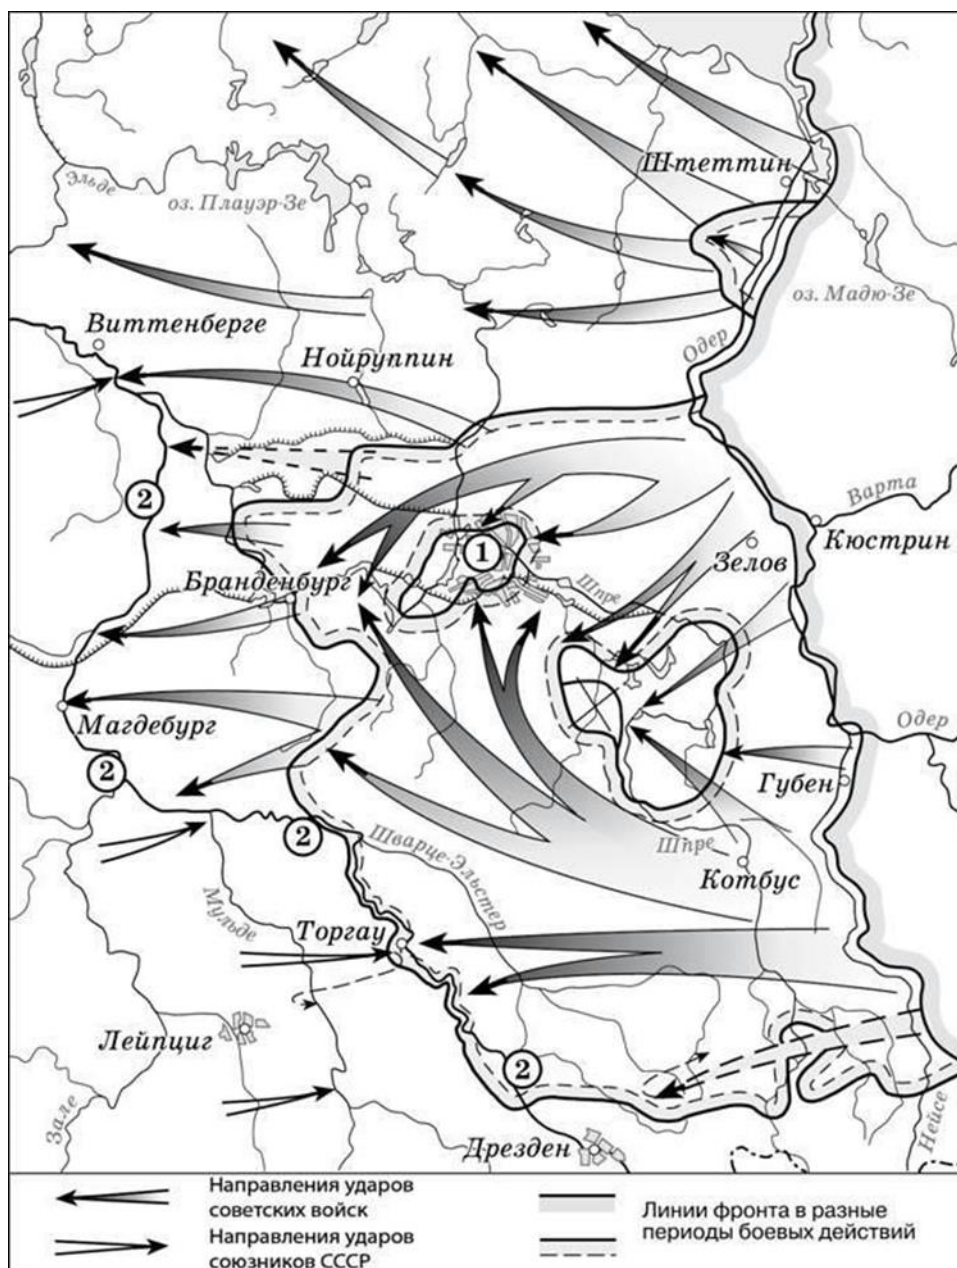 Штеттин
Эльде
оз. Плауэр-Зе
оз. Мадю-Зе
Виттенберге
Одер
Нойруппин
2
Варта
1
Кюстрин
Зелов
Бранденбург
Шпре
Магдебург
Одер
2
Губен
2
Шварце-Эльстер
Шпре
Котбус
Мульде
Торгау
Лейпциг
2
Зале
Нейсе
Дрезден
Направления ударов
советских войск
Направления ударов
союзников СССР
Линии фронта в разные
периоды боевых действий